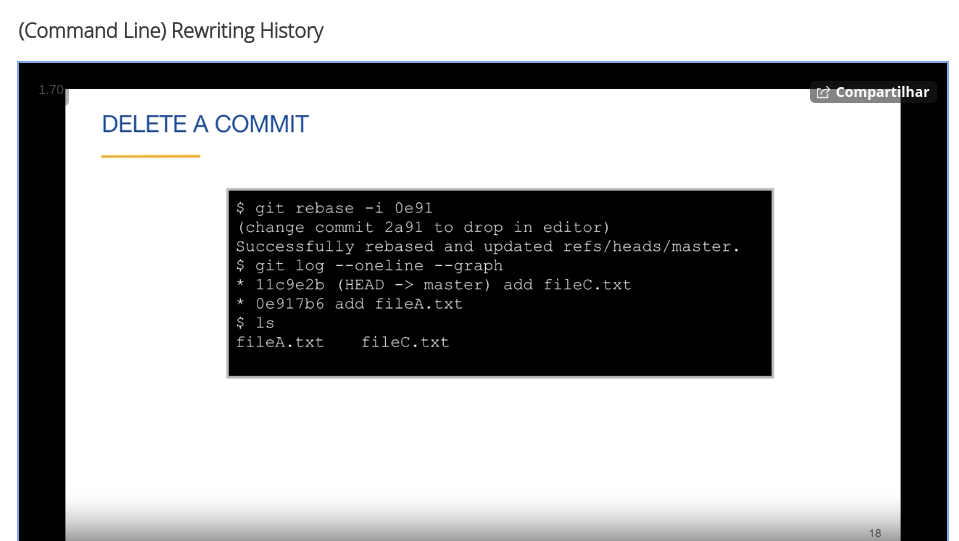 (Command Line) Rewriting History
1.70
Compartilhar
DELETE A COMMIT
$ git rebase -i 0e91
(change commit 2a91 to drop in editor)
Successfully rebased and updated refs/heads/master.
$ git log --oneline --graph
* 11c9e2b (HEAD -> master) add fileC.txt
* 0e917b6 add fileA.txt
$ ls
fileA.txt    fileC.txt
18